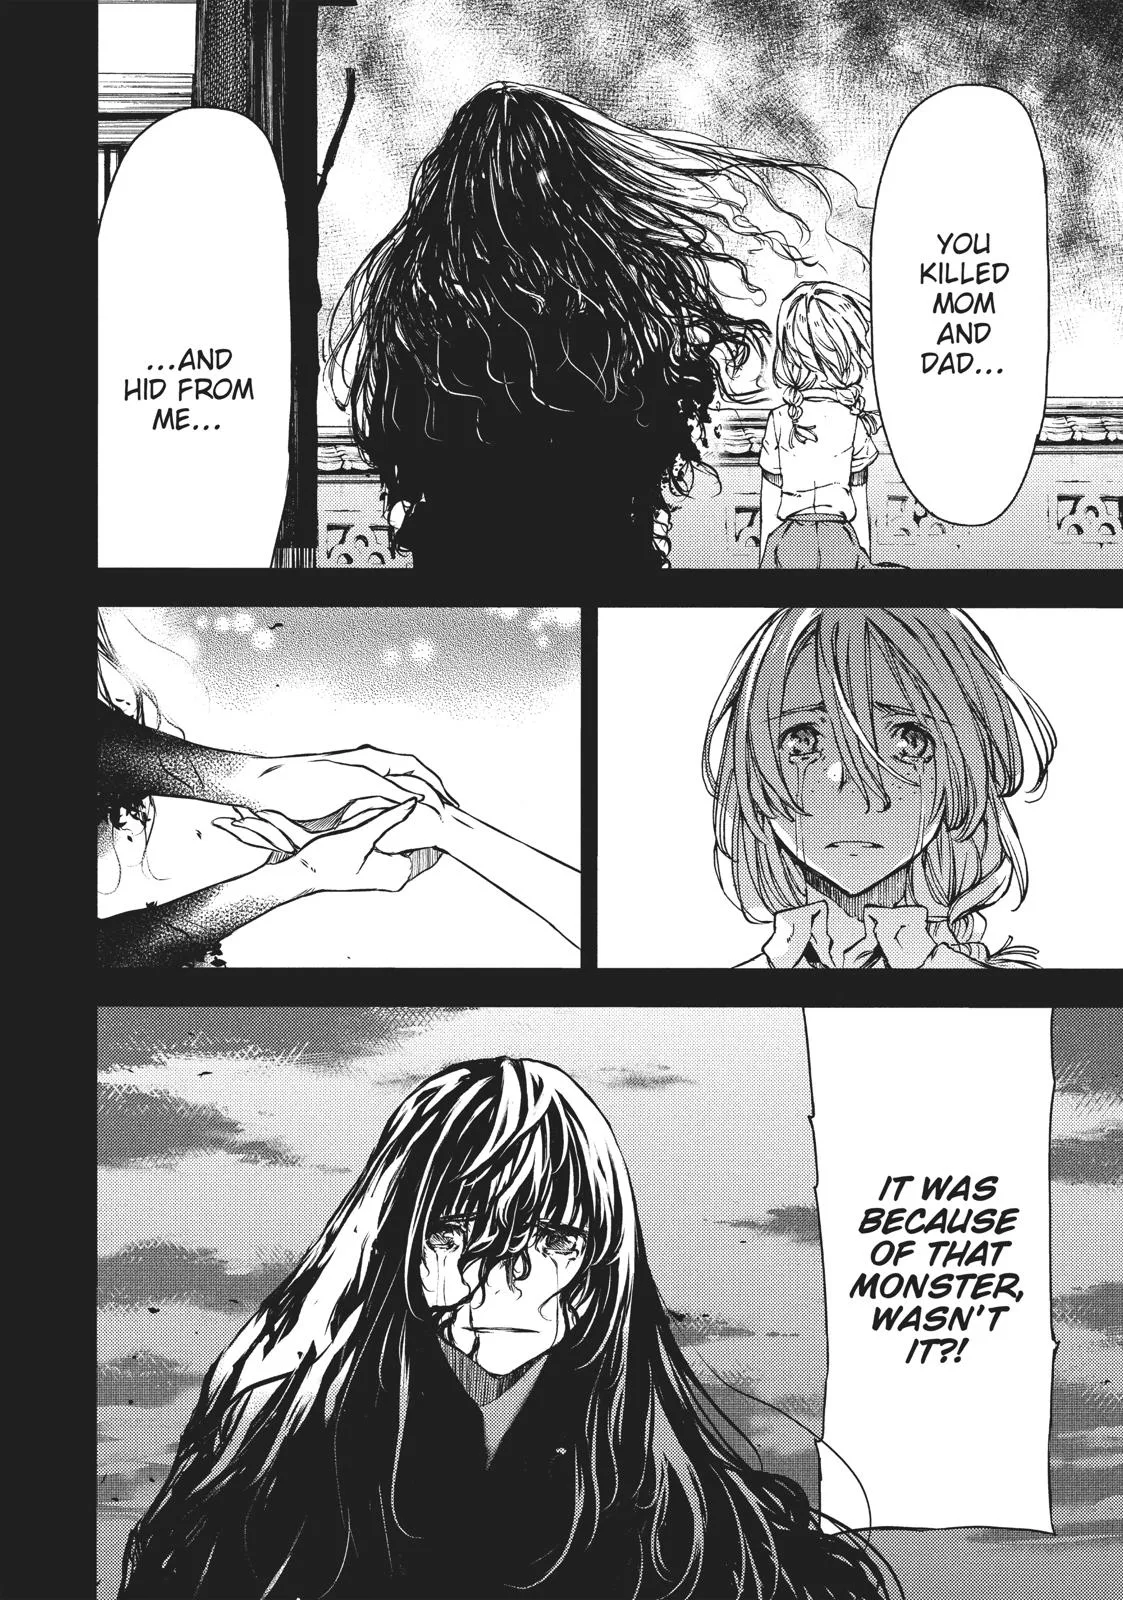 YOU
KILLED
MOM
AND
DAD...
...AND
HID FROM
ME...
IT WAS
BECAUSE
OF THAT
MONSTER,
WASN'T
IT?!